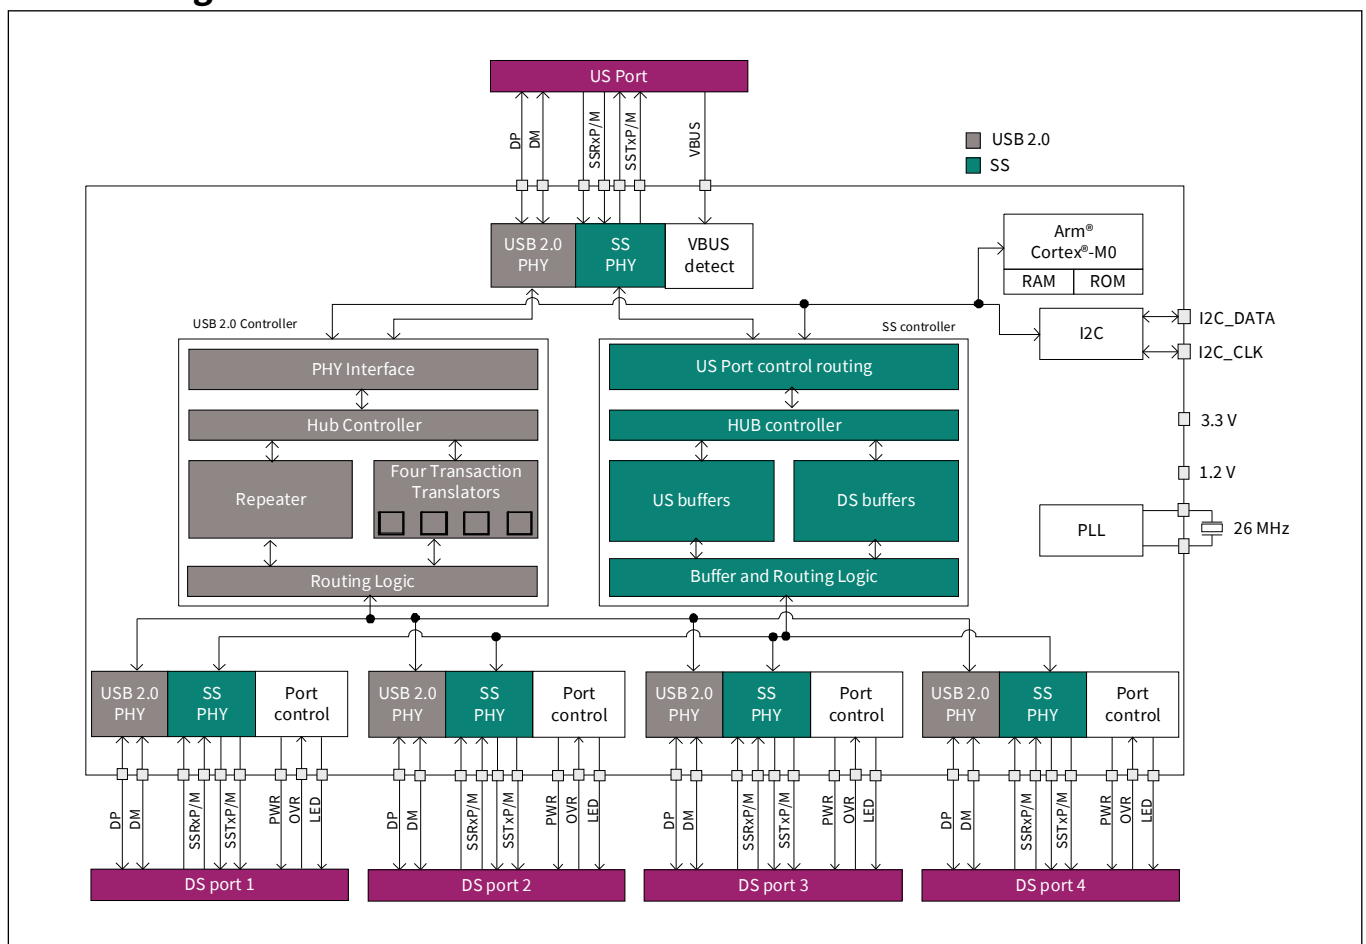 US Port
DP
DM
SSRxP/M
SSTxP/M
VBUS
USB 2.0
SS
USB 2.0
PHY
SS
PHY
VBUS
detect
Arm®
Cortex®-M0
RAM
ROM
I2C
I2C_DATA
I2C_CLK
3.3 V
1.2 V
PLL
26 MHz
USB 2.0 Controller
PHY Interface
Hub Controller
Repeater
Four Transaction
Translators
Routing Logic
SS controller
US Port control routing
HUB controller
US buffers
DS buffers
Buffer and Routing Logic
USB 2.0
PHY
SS
PHY
Port
control
USB 2.0
PHY
SS
PHY
Port
control
USB 2.0
PHY
SS
PHY
Port
control
USB 2.0
PHY
SS
PHY
Port
control
DP
DM
SSRxP/M
SSTxP/M
PWR
OVR
LED
DP
DM
SSRxP/M
SSTxP/M
PWR
OVR
LED
DP
DM
SSRxP/M
SSTxP/M
PWR
OVR
LED
DP
DM
SSRxP/M
SSTxP/M
PWR
OVR
LED
DS port 1
DS port 2
DS port 3
DS port 4